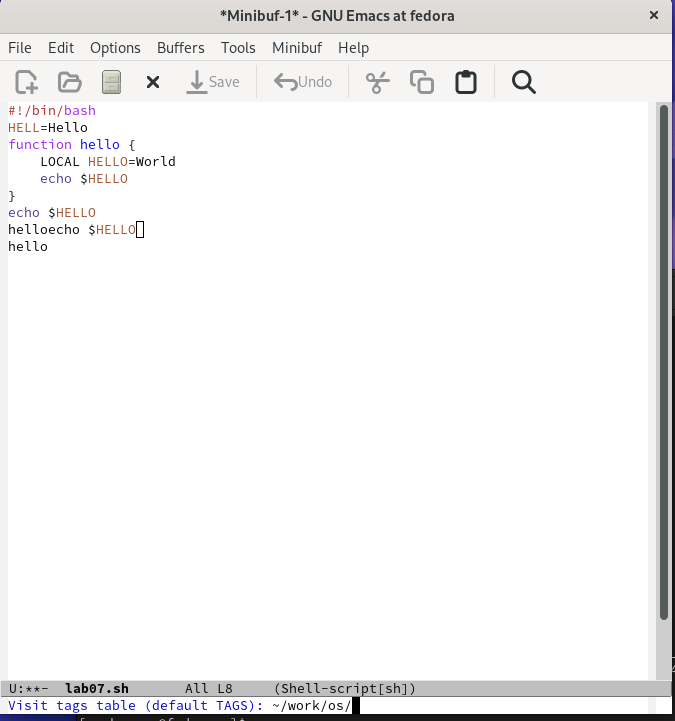 *Minibuf-1* - GNU Emacs at fedora
File Edit Options Buffers Tools Minibuf Help
Save Undo
#!/bin/bash
HELL=Hello
function hello {
    LOCAL HELLO=World
    echo $HELLO
}
echo $HELLO
helloecho $HELLO
hello
U:**- lab07.sh All L8 (Shell-script[sh])
Visit tags table (default TAGS): ~/work/os/